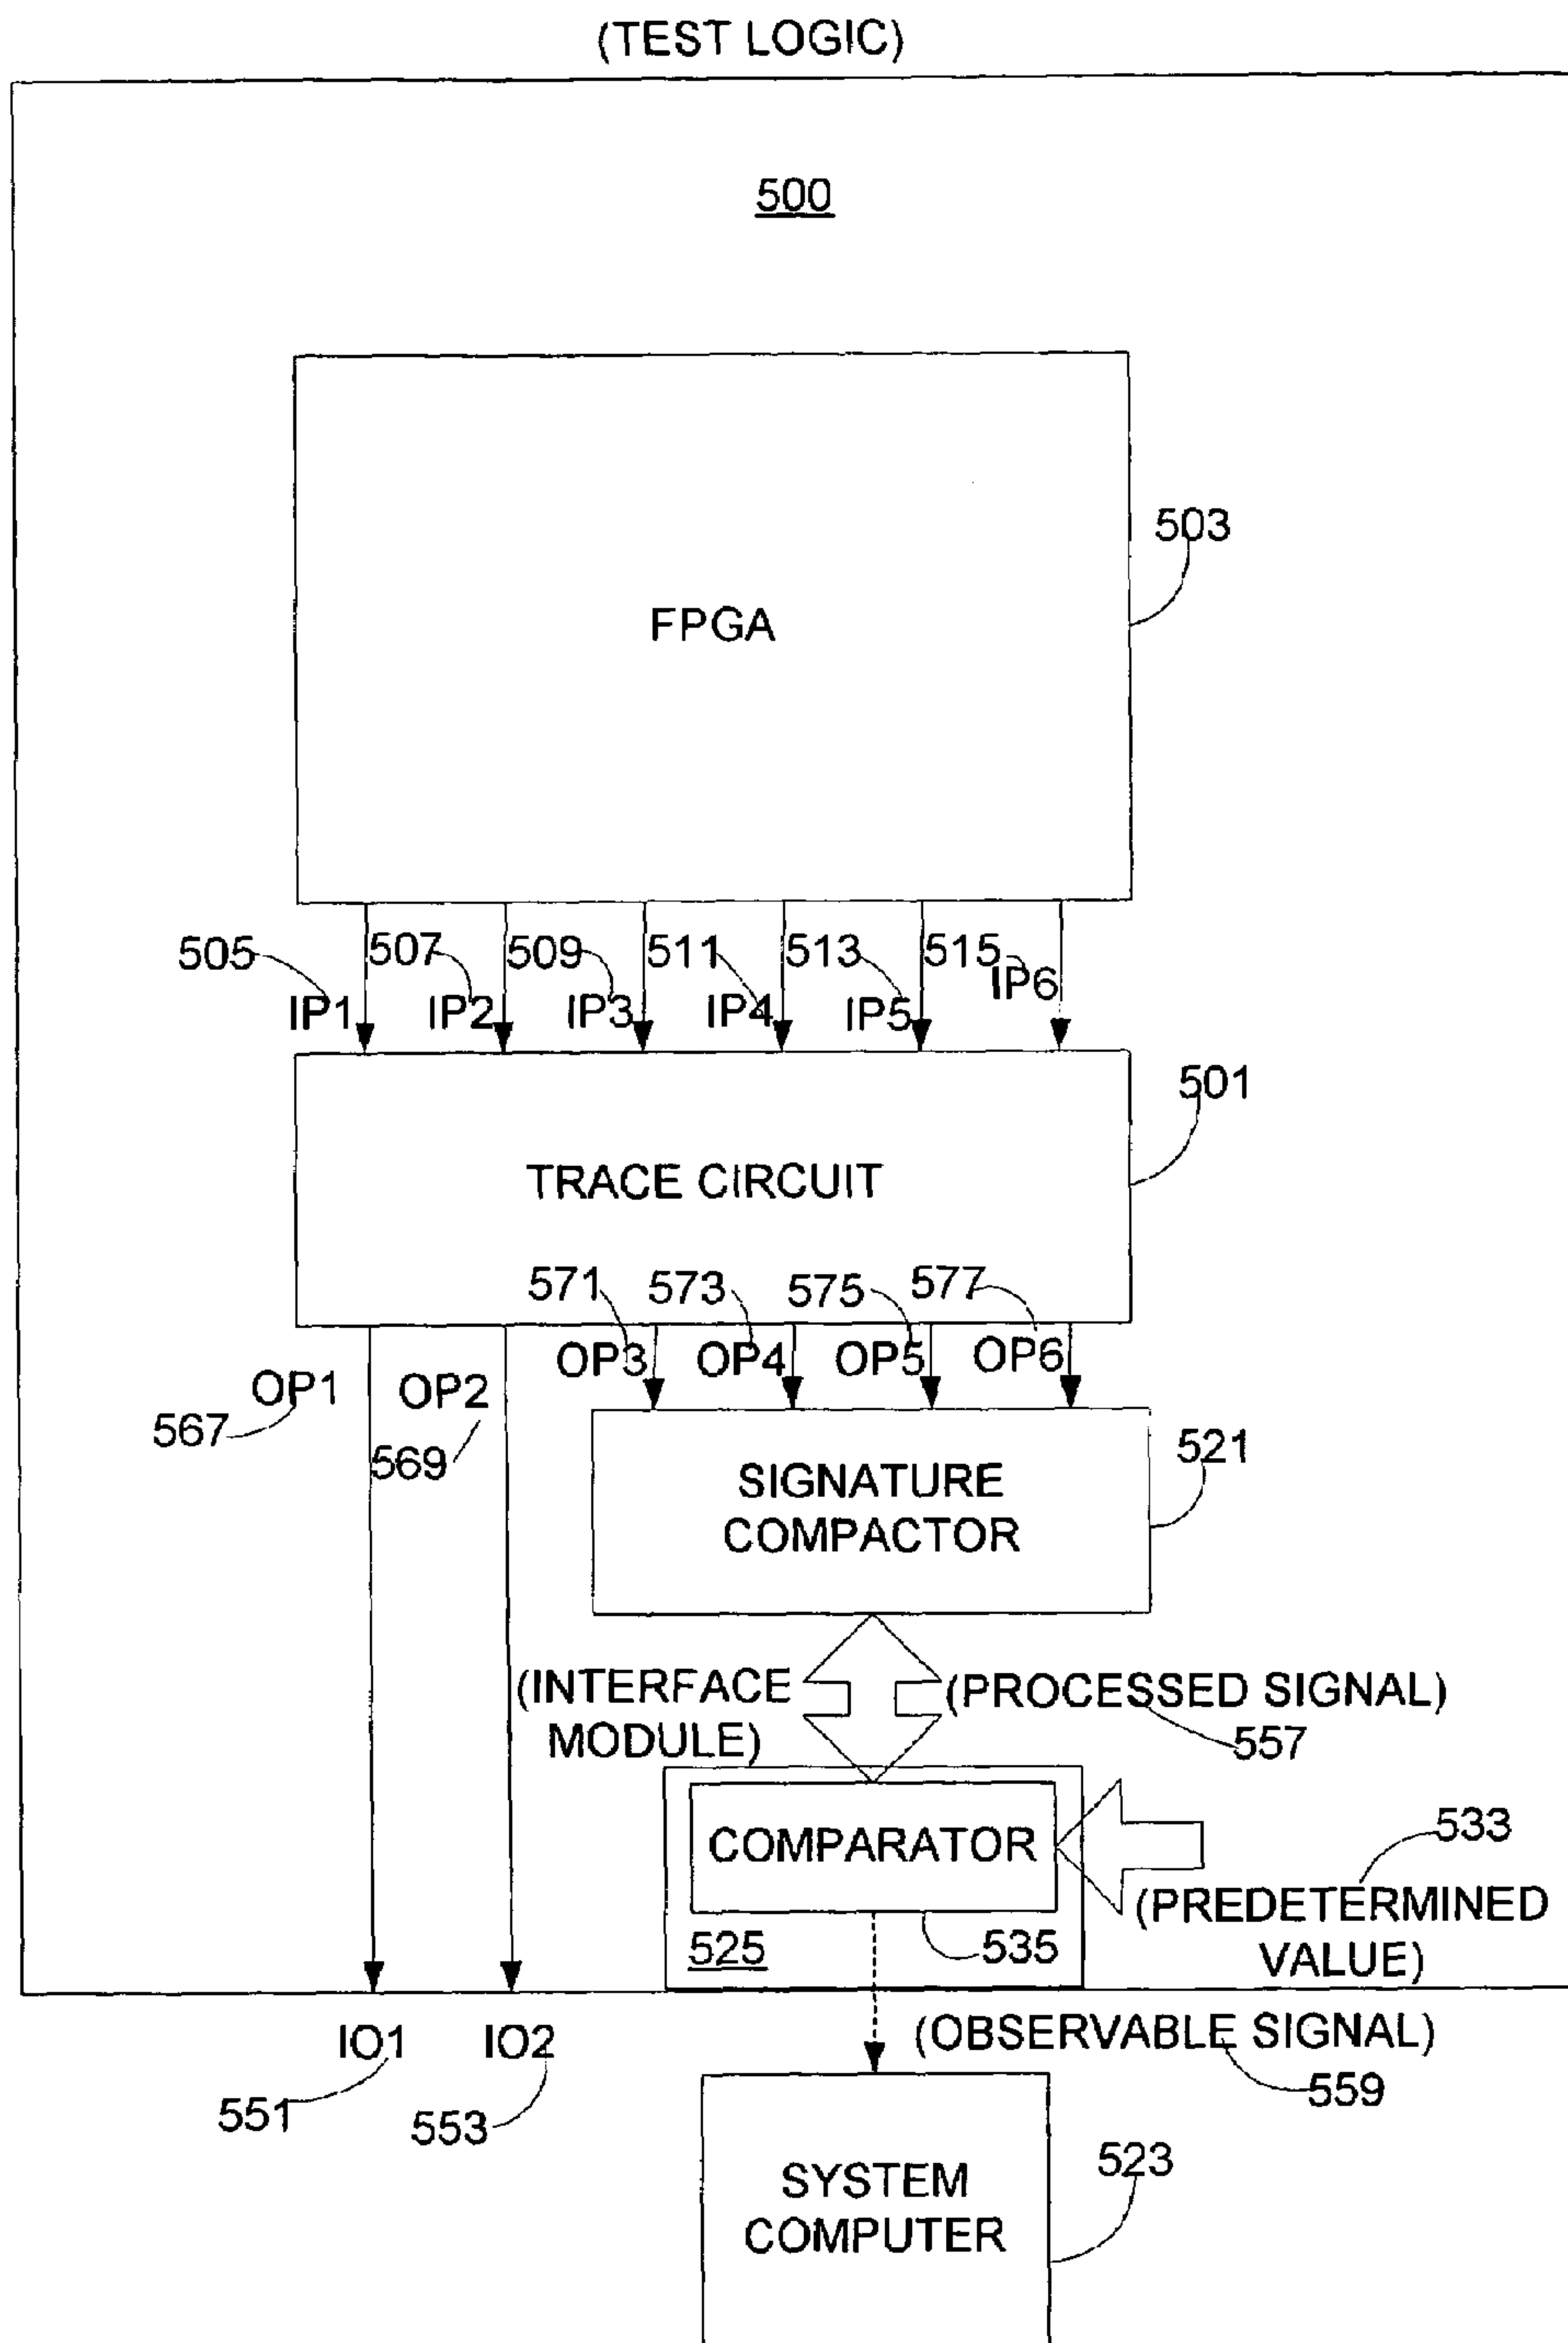 (TEST LOGIC)
500
503
FPGA
505 507 509 511 513 515
IP1 IP2 IP3 IP4 IP5 IP6
501
TRACE CIRCUIT
571 573 575 577
OP3 OP4 OP5 OP6
OP1 OP2
567
569
521
SIGNATURE
COMPACTOR
(INTERFACE
MODULE)
(PROCESSED SIGNAL)
557
533
COMPARATOR
(PREDETERMINED
VALUE)
525
535
IO1 IO2
(OBSERVABLE SIGNAL)
551 553
559
523
SYSTEM
COMPUTER